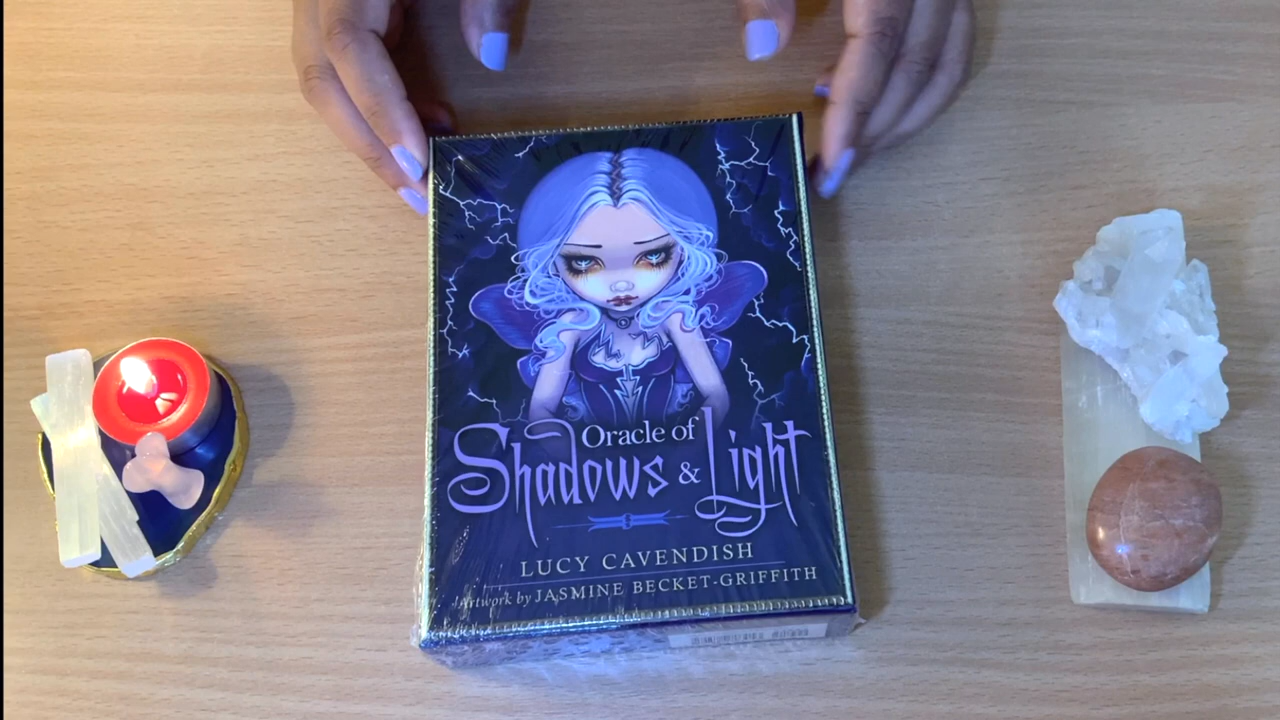 Oracle of
Shadows & Light
LUCY CAVENDISH
Artwork by JASMINE BECKET-GRIFFITH